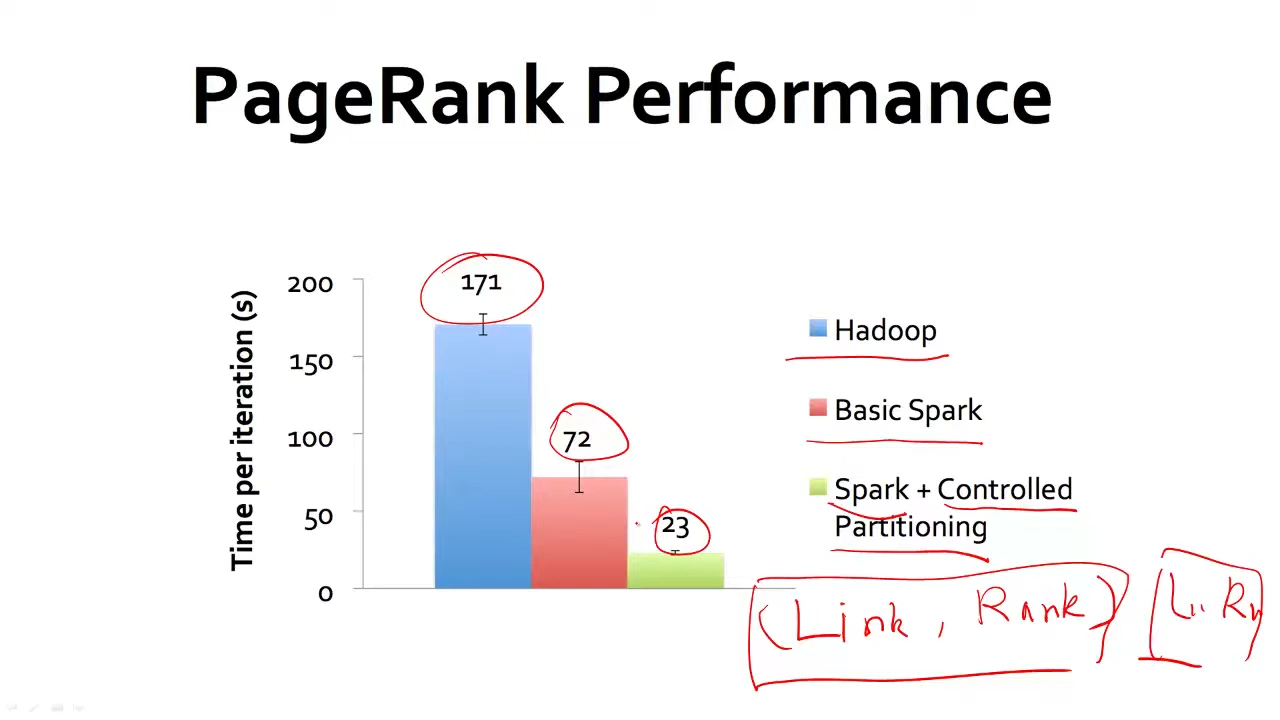 PageRank Performance
Time per iteration (s)
200
150
100
50
0
171
72
23
Hadoop
Basic Spark
Spark + Controlled
Partitioning
(Link, Rank)